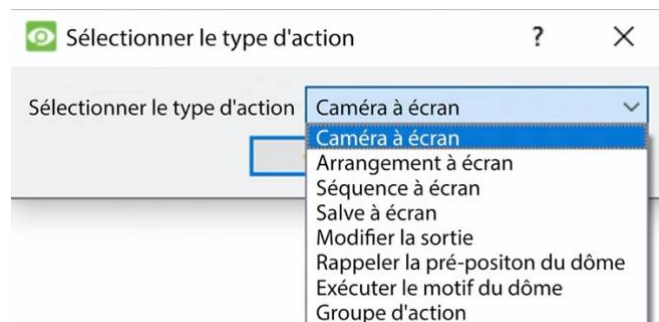 Sélectionner le type d'action ?
Sélectionner le type d'action Caméra à écran
Caméra à écran
Arrangement à écran
Séquence à écran
Salve à écran
Modifier la sortie
Rappeler la pré-positon du dôme
Exécuter le motif du dôme
Groupe d'action